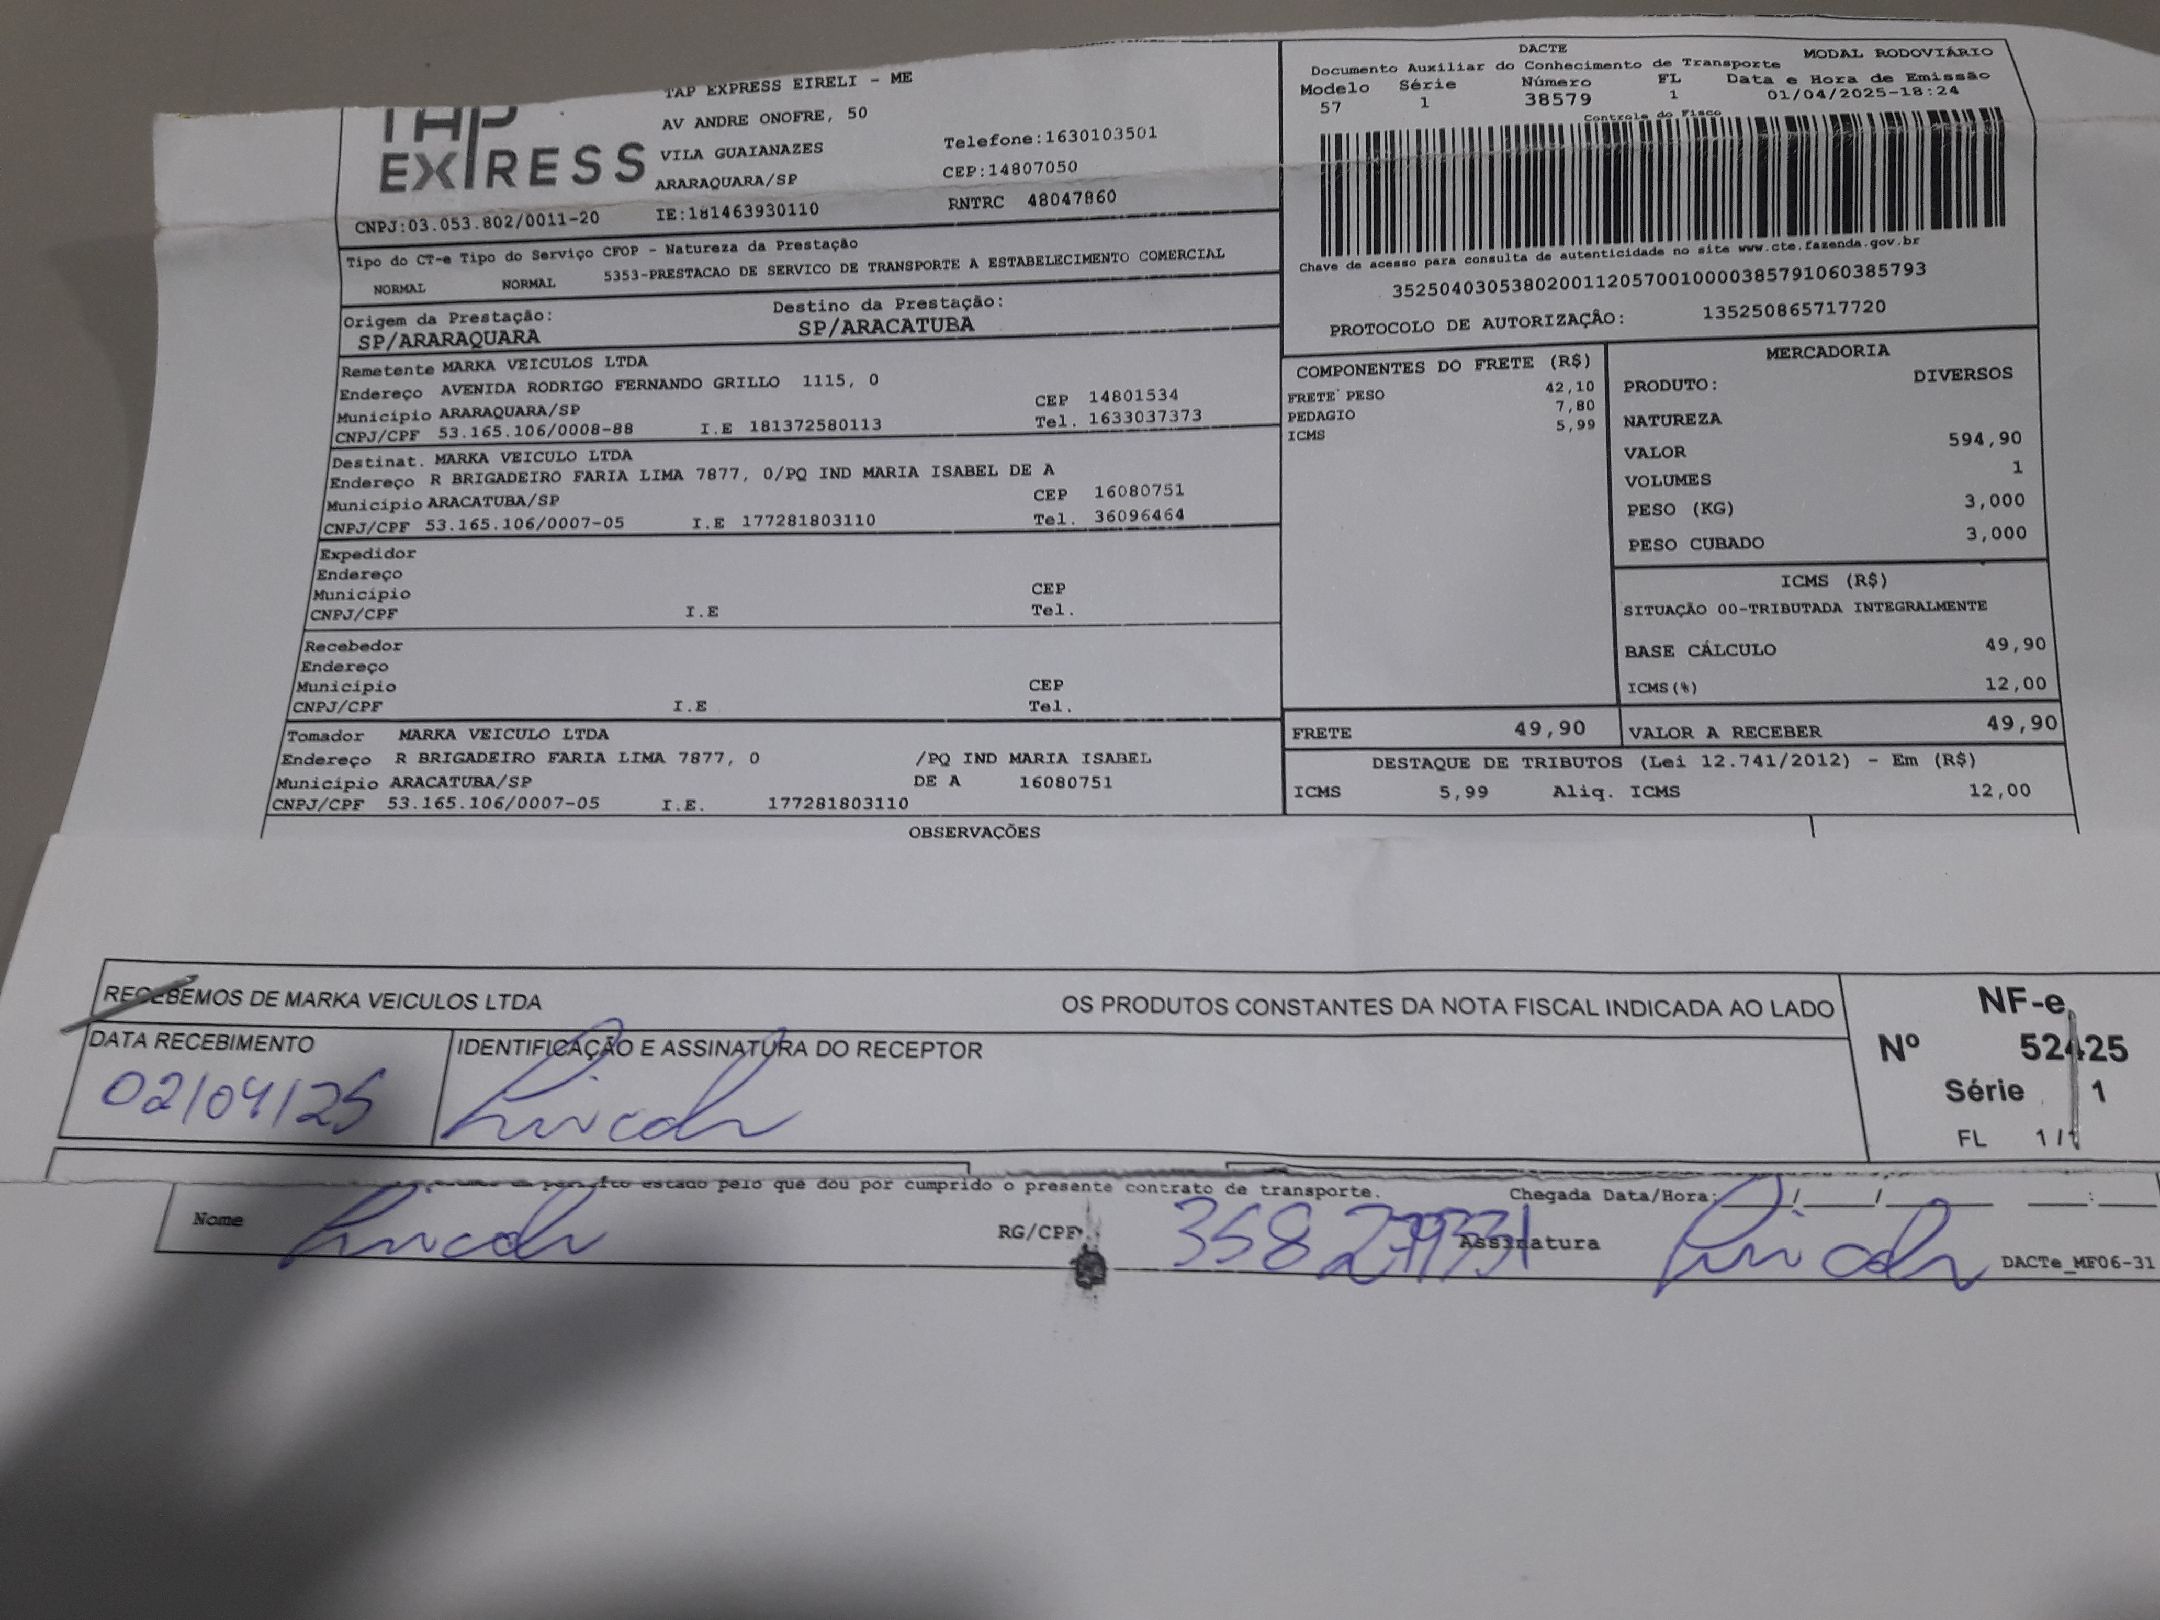 TAP
EXPRESS
TAP EXPRESS EIRELI - ME
AV ANDRE ONOFRE, 50
VILA GUAIANAZES
ARARAQUARA/SP
Telefone:1630103501
CEP:14807050
CNPJ:03.053.802/0011-20 IE:181463930110 RNTRC 48047860
DACTE MODAL RODOVIÁRIO
Documento Auxiliar do Conhecimento de Transporte
Modelo Série Número FL Data e Hora de Emissão
57 1 38579 1 01/04/2025-18:24
Controle do Fisco
Chave de acesso para consulta de autenticidade no site www.cte.fazenda.gov.br
35250403053802001120570010000385791060385793
PROTOCOLO DE AUTORIZAÇÃO: 135250865717720
Tipo do CT-e Tipo do Serviço CFOP - Natureza da Prestação
NORMAL NORMAL 5353-PRESTACAO DE SERVICO DE TRANSPORTE A ESTABELECIMENTO COMERCIAL
Origem da Prestação: Destino da Prestação:
SP/ARARAQUARA SP/ARACATUBA
Remetente MARKA VEICULOS LTDA
Endereço AVENIDA RODRIGO FERNANDO GRILLO 1115, 0
Município ARARAQUARA/SP CEP 14801534
CNPJ/CPF 53.165.106/0008-88 I.E 181372580113 Tel. 1633037373
Destinat. MARKA VEICULO LTDA
Endereço R BRIGADEIRO FARIA LIMA 7877, 0/PQ IND MARIA ISABEL DE A
Município ARACATUBA/SP CEP 16080751
CNPJ/CPF 53.165.106/0007-05 I.E 177281803110 Tel. 36096464
Expedidor
Endereço
Município CEP
CNPJ/CPF I.E Tel.
Recebedor
Endereço
Município CEP
CNPJ/CPF I.E Tel.
Tomador MARKA VEICULO LTDA
Endereço R BRIGADEIRO FARIA LIMA 7877, 0 /PQ IND MARIA ISABEL
Município ARACATUBA/SP DE A 16080751
CNPJ/CPF 53.165.106/0007-05 I.E. 177281803110
COMPONENTES DO FRETE (R$)
FRETE PESO 42,10
PEDAGIO 7,80
ICMS 5,99
MERCADORIA
PRODUTO: DIVERSOS
NATUREZA
VALOR 594,90
VOLUMES 1
PESO (KG) 3,000
PESO CUBADO 3,000
ICMS (R$)
SITUAÇÃO 00-TRIBUTADA INTEGRALMENTE
BASE CÁLCULO 49,90
ICMS(%) 12,00
FRETE 49,90 VALOR A RECEBER 49,90
DESTAQUE DE TRIBUTOS (Lei 12.741/2012) - Em (R$)
ICMS 5,99 Aliq. ICMS 12,00
OBSERVAÇÕES
RECEBEMOS DE MARKA VEICULOS LTDA OS PRODUTOS CONSTANTES DA NOTA FISCAL INDICADA AO LADO
DATA RECEBIMENTO IDENTIFICAÇÃO E ASSINATURA DO RECEPTOR
02/04/25 Lincoln
NF-e
Nº 52425
Série 1
FL 1/1
estado pelo que dou por cumprido o presente contrato de transporte. Chegada Data/Hora: / / :
Nome Lincoln RG/CPF Assinatura Lincoln
DACTe_MF06-31